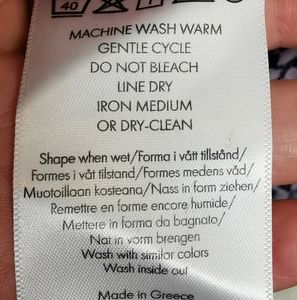 40
MACHINE WASH WARM
GENTLE CYCLE
DO NOT BLEACH
LINE DRY
IRON MEDIUM
OR DRY-CLEAN
Shape when wet/Forma i vått tillstånd/
Formes i våt tilstand/Formes medens våd/
Muotoillaan kosteana/Nass in form ziehen/
Remettre en forme encore humide/
Mettere in forma da bagnato/
Nat in vorm brengen
Wash with similar colors
Wash inside out
Made in Greece